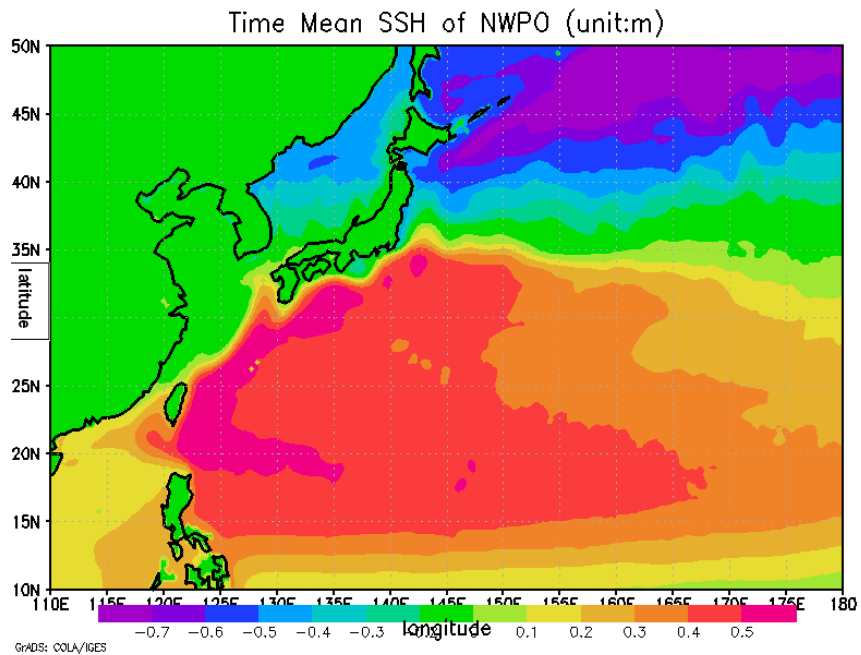 Time Mean SSH of NWPO (unit:m)
50N
45N
40N
35N
latitude
25N
20N
15N
10N
110E 115E 120E 125E 130E 135E 140E 145E 150E 155E 160E 165E 170E 175E 180
-0.7 -0.6 -0.5 -0.4 -0.3 0.1 0.2 0.3 0.4 0.5
longitude
GrADS: COLA/IGES